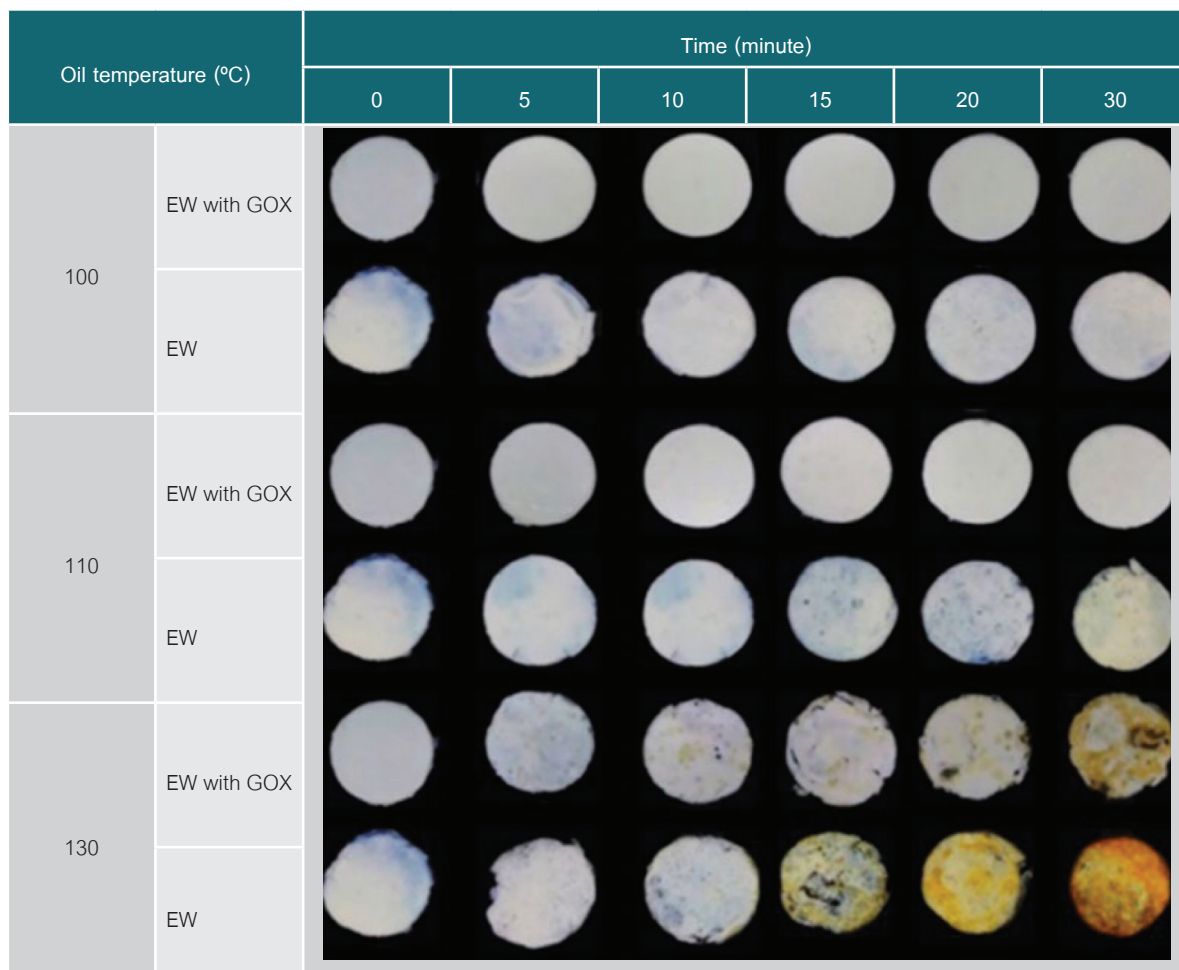 Oil temperature (ºC)
Time (minute)
0 5 10 15 20 30
100
EW with GOX
EW
110
EW with GOX
EW
130
EW with GOX
EW